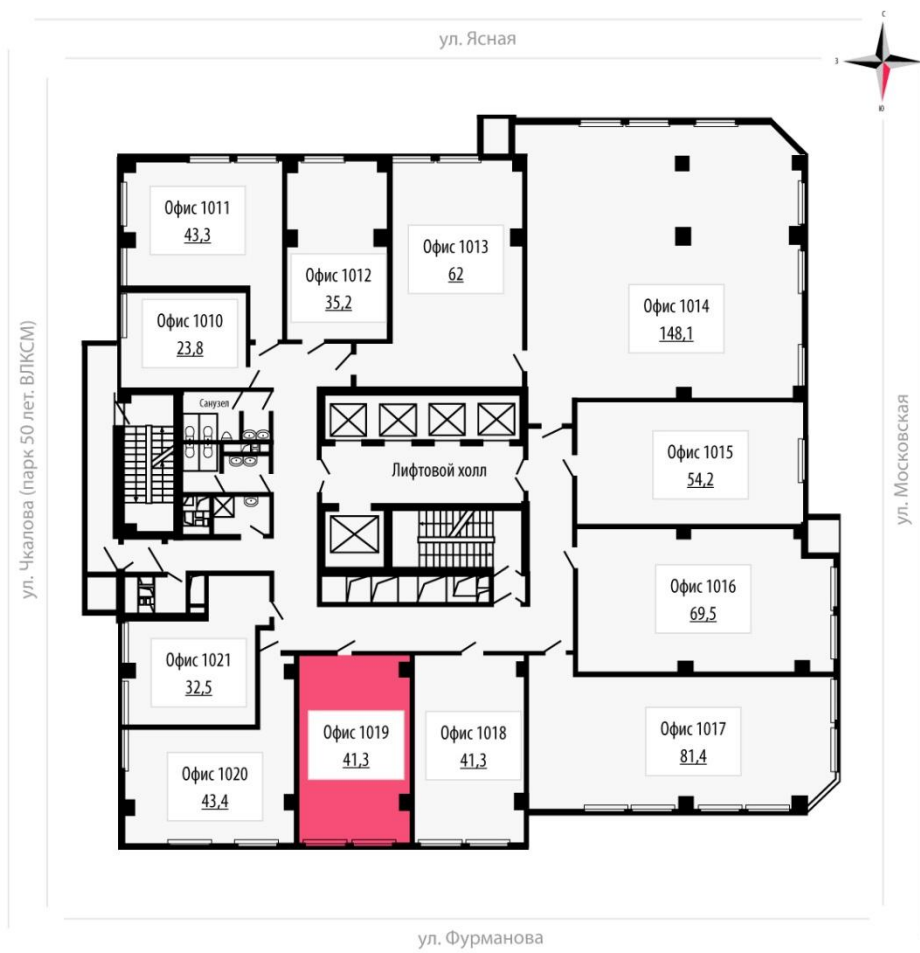 С
ул. Ясная
З
Ю
Офис 1011
43,3
Офис 1012
35,2
Офис 1013
62
Офис 1014
148,1
Офис 1010
23,8
ул. Чкалова (парк 50 лет. ВЛКСМ)
ул. Московская
Санузел
Лифтовой холл
Офис 1015
54,2
Офис 1016
69,5
Офис 1021
32,5
Офис 1020
43,4
Офис 1019
41,3
Офис 1018
41,3
Офис 1017
81,4
ул. Фурманова